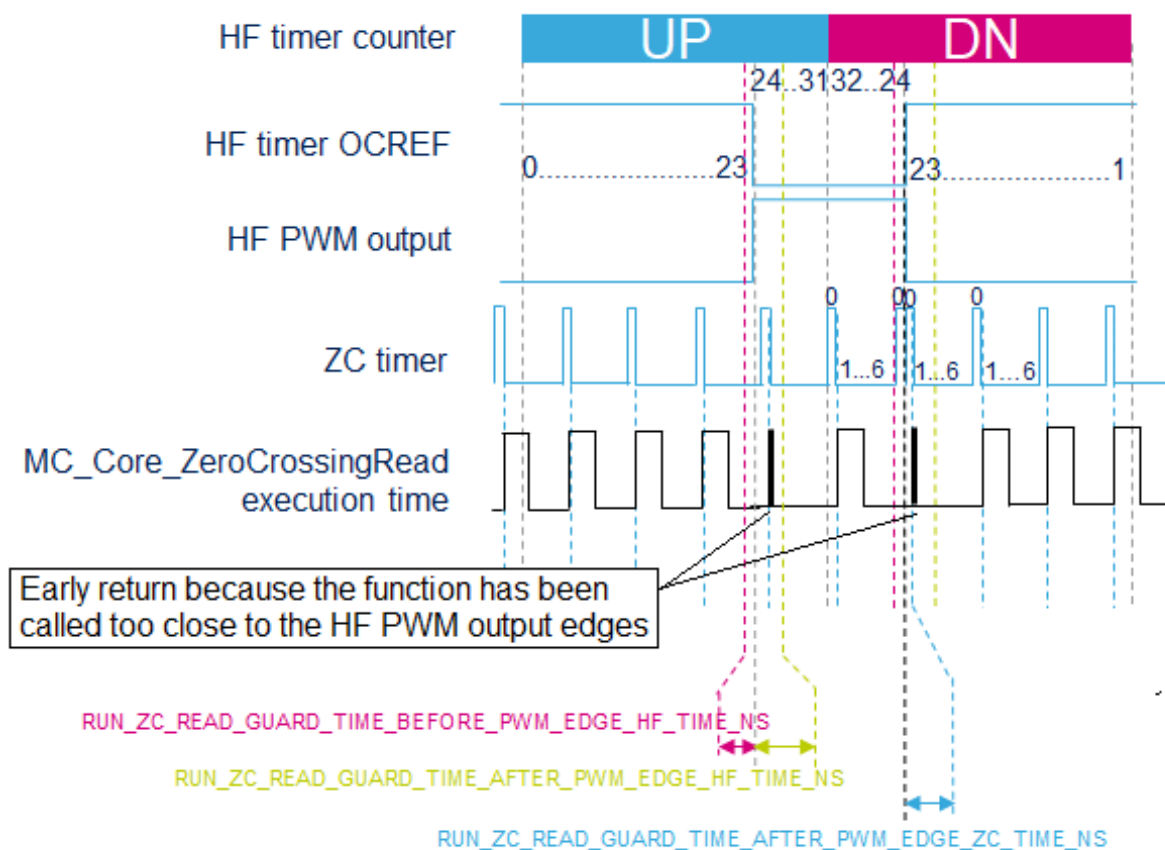 HF timer counter
UP
DN
24..31
32..24
HF timer OCREF
0......................23
23......................1
HF PWM output
0
0
0
0
ZC timer
1...6
1...6
1...6
MC_Core_ZeroCrossingRead
execution time
Early return because the function has been
called too close to the HF PWM output edges
RUN_ZC_READ_GUARD_TIME_BEFORE_PWM_EDGE_HF_TIME_NS
RUN_ZC_READ_GUARD_TIME_AFTER_PWM_EDGE_HF_TIME_NS
RUN_ZC_READ_GUARD_TIME_AFTER_PWM_EDGE_ZC_TIME_NS